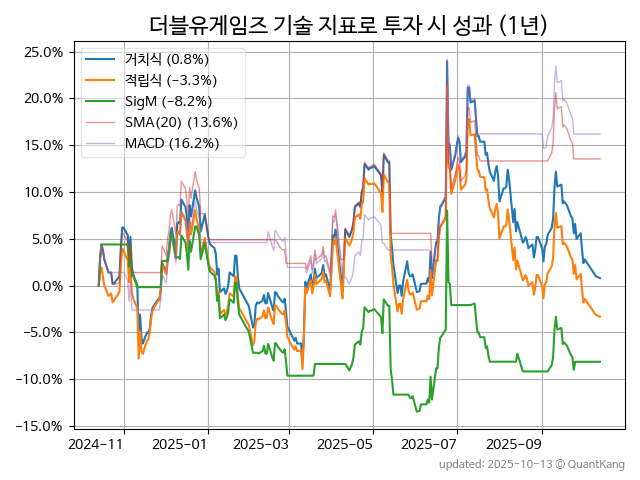 더블유게임즈 기술 지표로 투자 시 성과 (1년)
거치식 (0.8%)
적립식 (−3.3%)
SigM (−8.2%)
SMA(20) (13.6%)
MACD (16.2%)
25.0%
20.0%
15.0%
10.0%
5.0%
0.0%
−5.0%
−10.0%
−15.0%
2024-11 2025-01 2025-03 2025-05 2025-07 2025-09
updated: 2025-10-13 © QuantKang